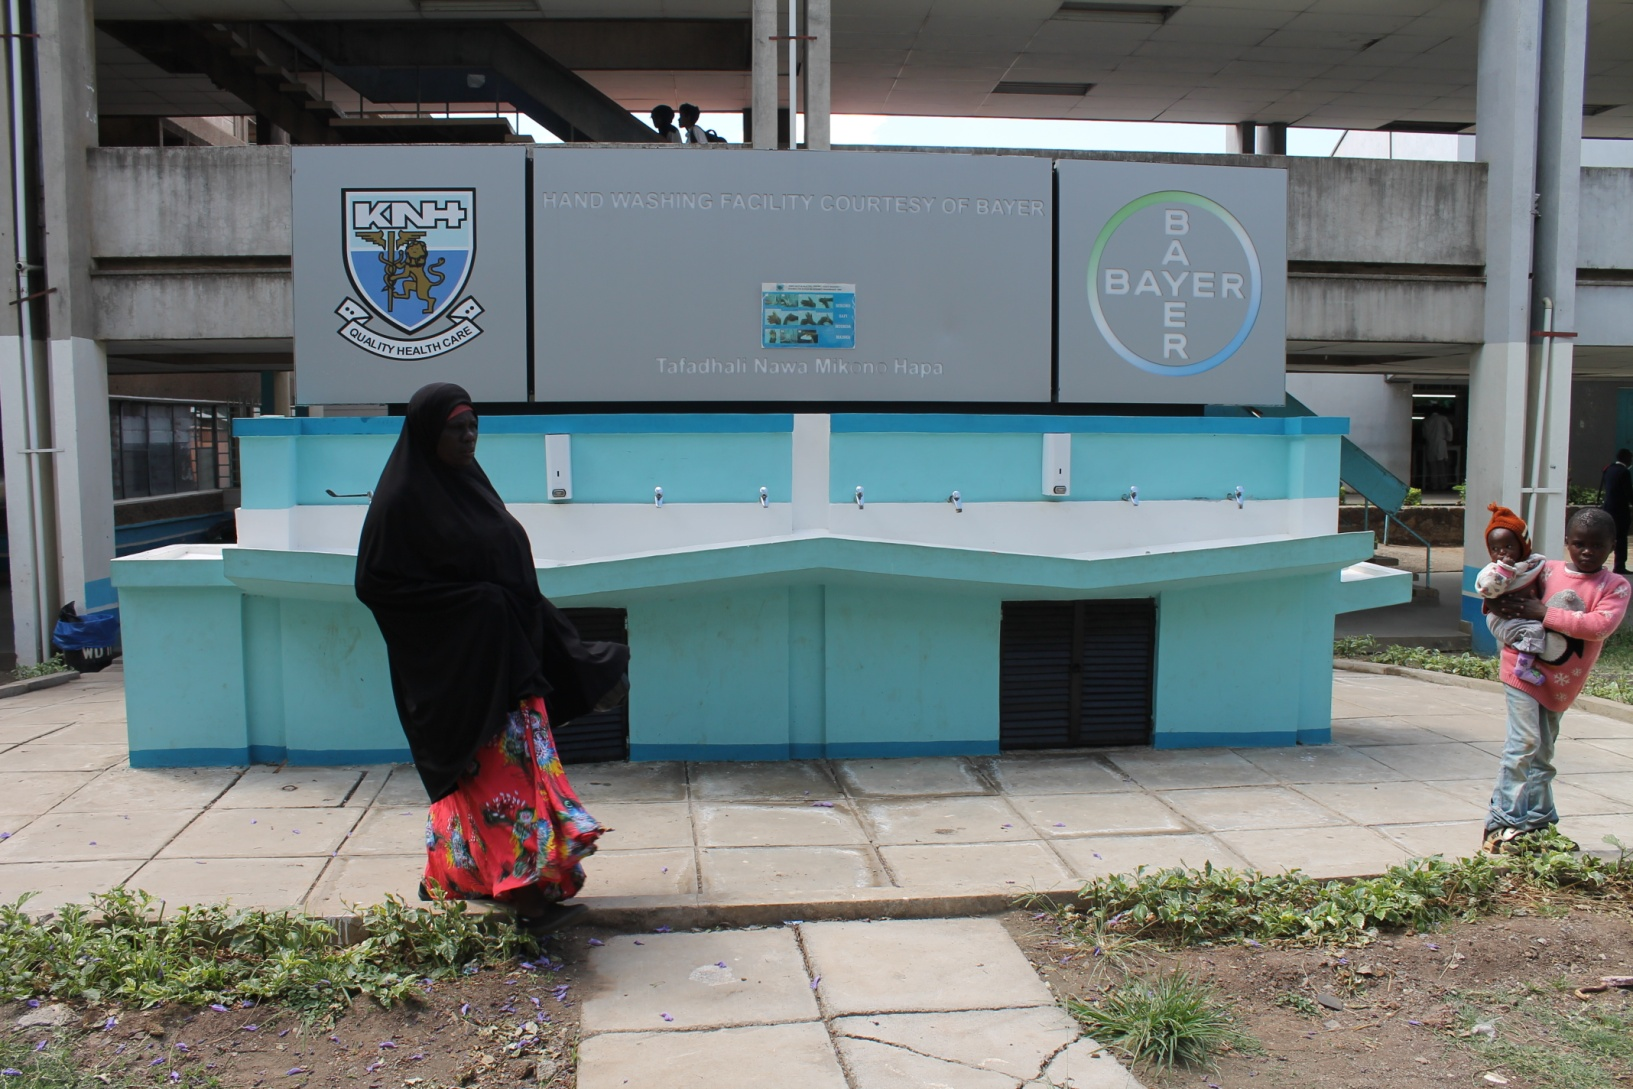 KNH
QUALITY HEALTH CARE
HAND WASHING FACILITY COURTESY OF BAYER
Tafadhali Nawa Mikono Hapa
BAYER
BAYER